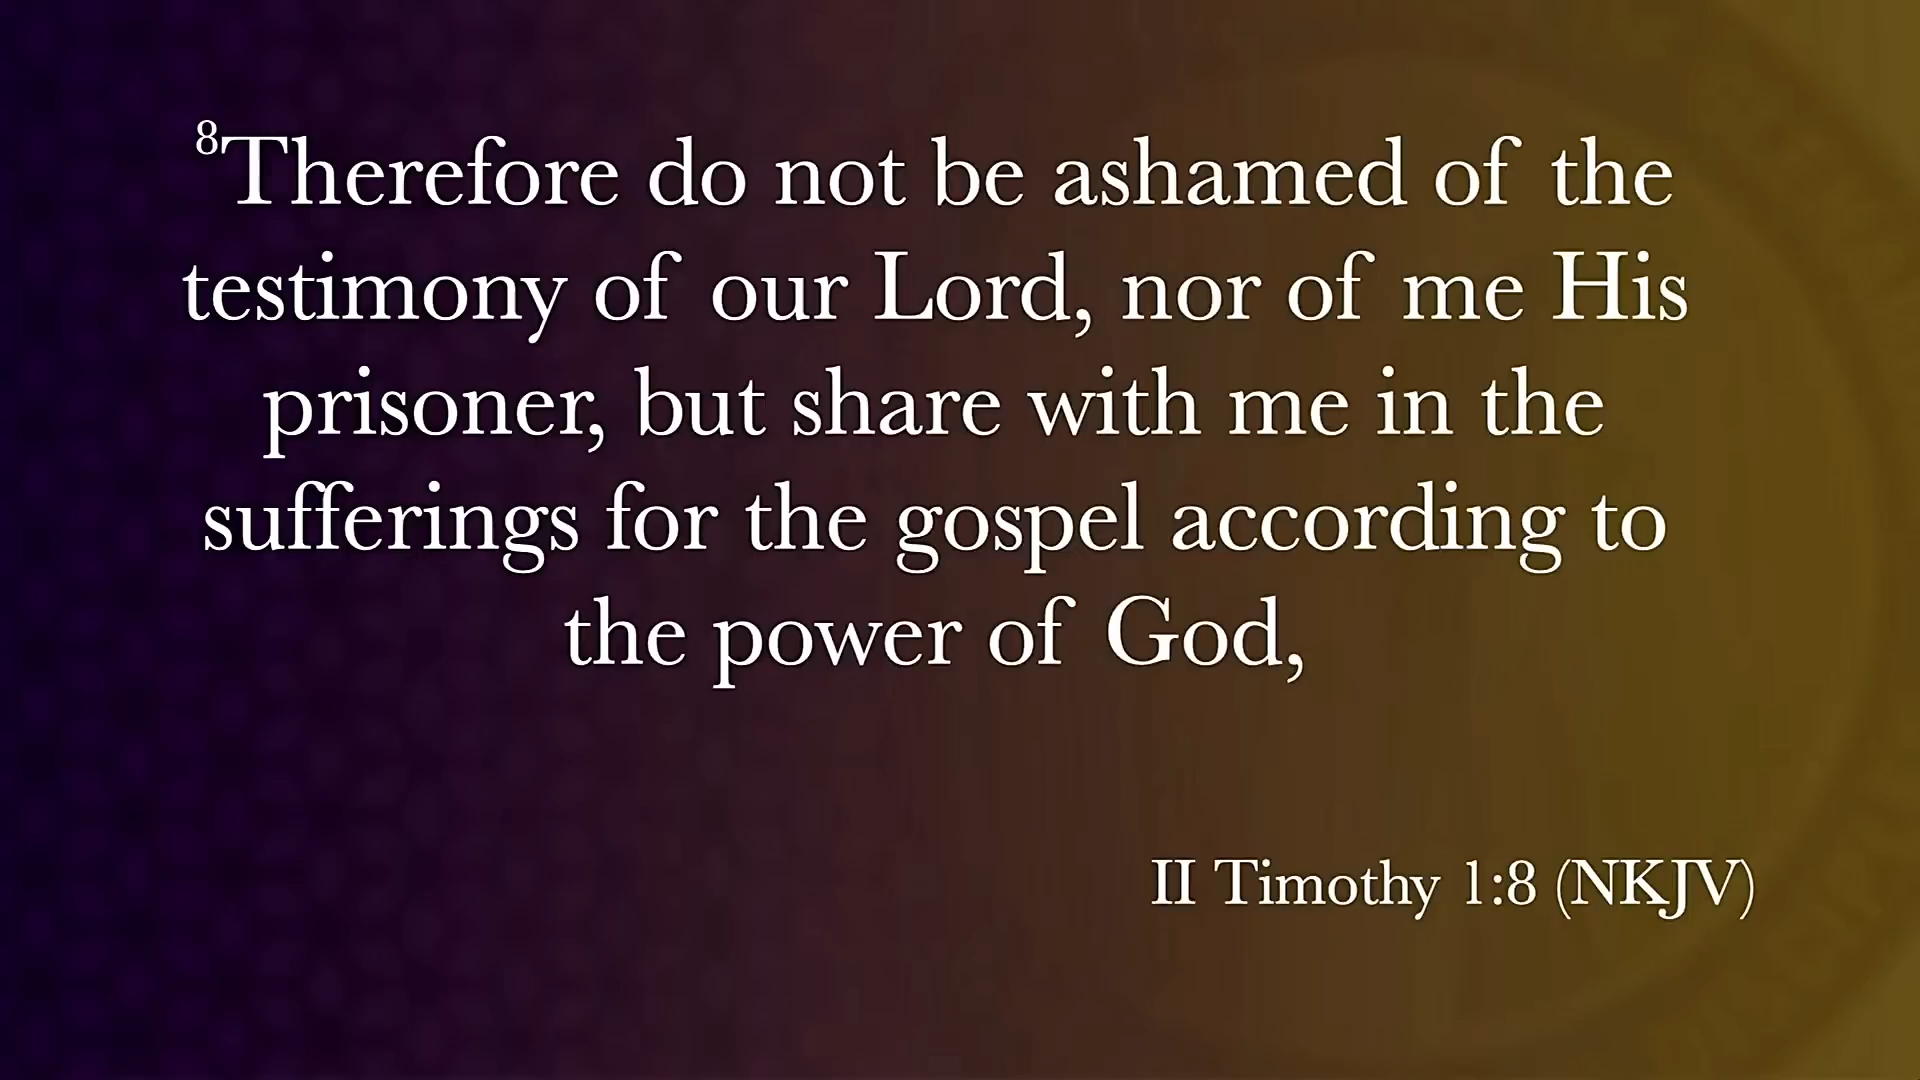 ⁸Therefore do not be ashamed of the
testimony of our Lord, nor of me His
prisoner, but share with me in the
sufferings for the gospel according to
the power of God,
II Timothy 1:8 (NKJV)